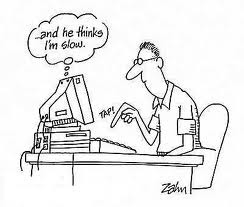 ...and he thinks
I'm slow.
TAP!
Zahn